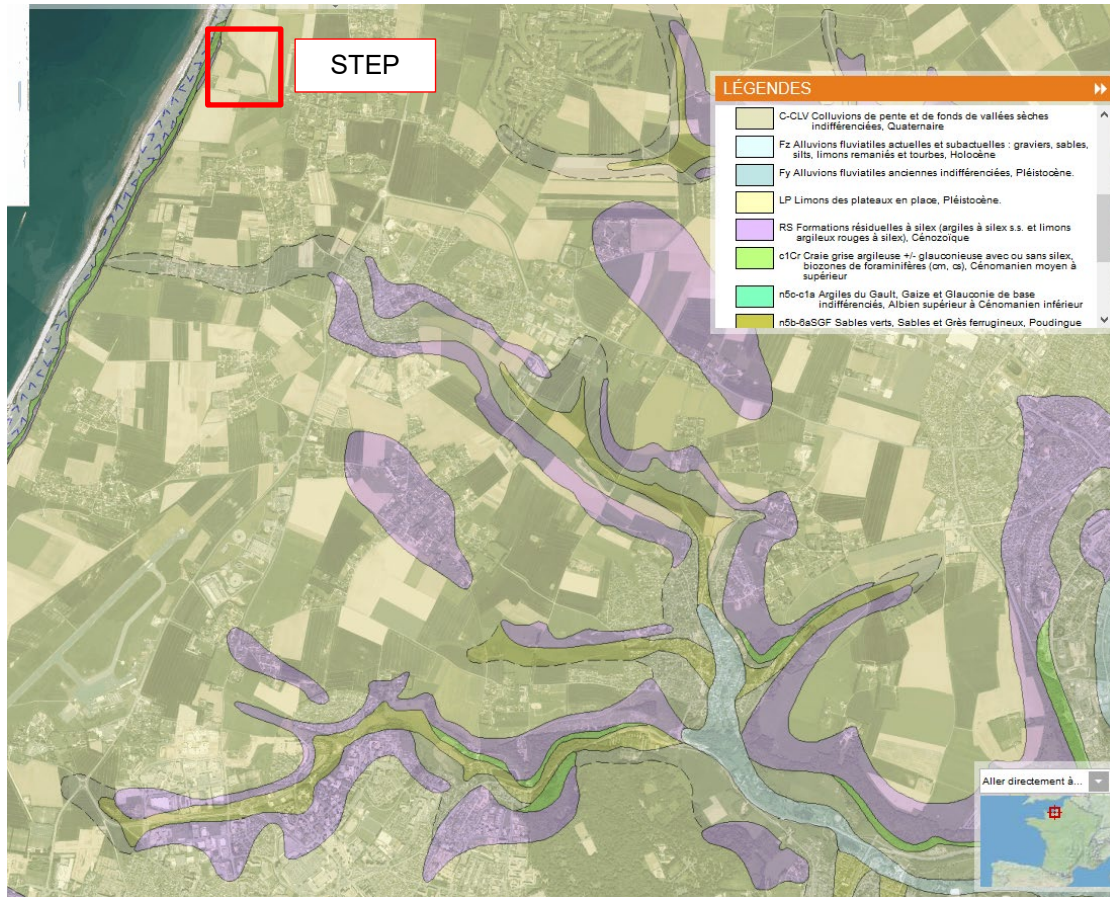 STEP
LÉGENDES
C-CLV Colluvions de pente et de fonds de vallées sèches
indifférenciées, Quaternaire
Fz Alluvions fluviatiles actuelles et subactuelles : graviers, sables,
silts, limons remaniés et tourbes, Holocène
Fy Alluvions fluviatiles anciennes indifférenciées, Pléistocène.
LP Limons des plateaux en place, Pléistocène.
RS Formations résiduelles à silex (argiles à silex s.s. et limons
argileux rouges à silex), Cénozoïque
c1Cr Craie grise argileuse +/- glauconieuse avec ou sans silex,
biozones de foraminifères (cm, cs), Cénomanien moyen à
supérieur
n5c-c1a Argiles du Gault, Gaize et Glauconie de base
indifférenciés, Albien supérieur à Cénomanien inférieur
n5b-6aSGF Sables verts, Sables et Grès ferrugineux, Poudingue
Aller directement à...